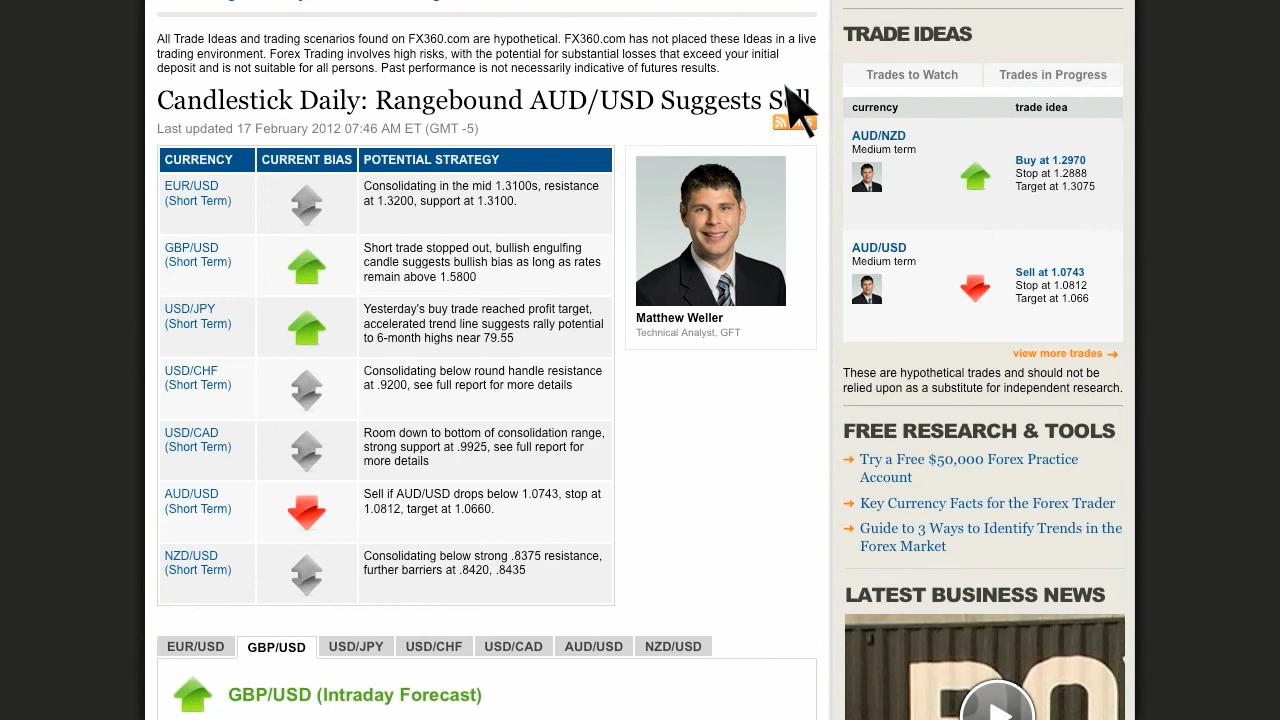 All Trade Ideas and trading scenarios found on FX360.com are hypothetical. FX360.com has not placed these Ideas in a live
trading environment. Forex Trading involves high risks, with the potential for substantial losses that exceed your initial
deposit and is not suitable for all persons. Past performance is not necessarily indicative of futures results.
Candlestick Daily: Rangebound AUD/USD Suggests Sell
Last updated 17 February 2012 07:46 AM ET (GMT -5)
CURRENCY CURRENT BIAS POTENTIAL STRATEGY
EUR/USD
(Short Term)
Consolidating in the mid 1.3100s, resistance
at 1.3200, support at 1.3100.
GBP/USD
(Short Term)
Short trade stopped out, bullish engulfing
candle suggests bullish bias as long as rates
remain above 1.5800
USD/JPY
(Short Term)
Yesterday's buy trade reached profit target,
accelerated trend line suggests rally potential
to 6-month highs near 79.55
USD/CHF
(Short Term)
Consolidating below round handle resistance
at .9200, see full report for more details
USD/CAD
(Short Term)
Room down to bottom of consolidation range,
strong support at .9925, see full report for
more details
AUD/USD
(Short Term)
Sell if AUD/USD drops below 1.0743, stop at
1.0812, target at 1.0660.
NZD/USD
(Short Term)
Consolidating below strong .8375 resistance,
further barriers at .8420, .8435
Matthew Weller
Technical Analyst, GFT
EUR/USD GBP/USD USD/JPY USD/CHF USD/CAD AUD/USD NZD/USD
GBP/USD (Intraday Forecast)
TRADE IDEAS
Trades to Watch Trades in Progress
currency trade idea
AUD/NZD
Medium term
Buy at 1.2970
Stop at 1.2888
Target at 1.3075
AUD/USD
Medium term
Sell at 1.0743
Stop at 1.0812
Target at 1.066
view more trades
These are hypothetical trades and should not be
relied upon as a substitute for independent research.
FREE RESEARCH & TOOLS
Try a Free $50,000 Forex Practice
Account
Key Currency Facts for the Forex Trader
Guide to 3 Ways to Identify Trends in the
Forex Market
LATEST BUSINESS NEWS